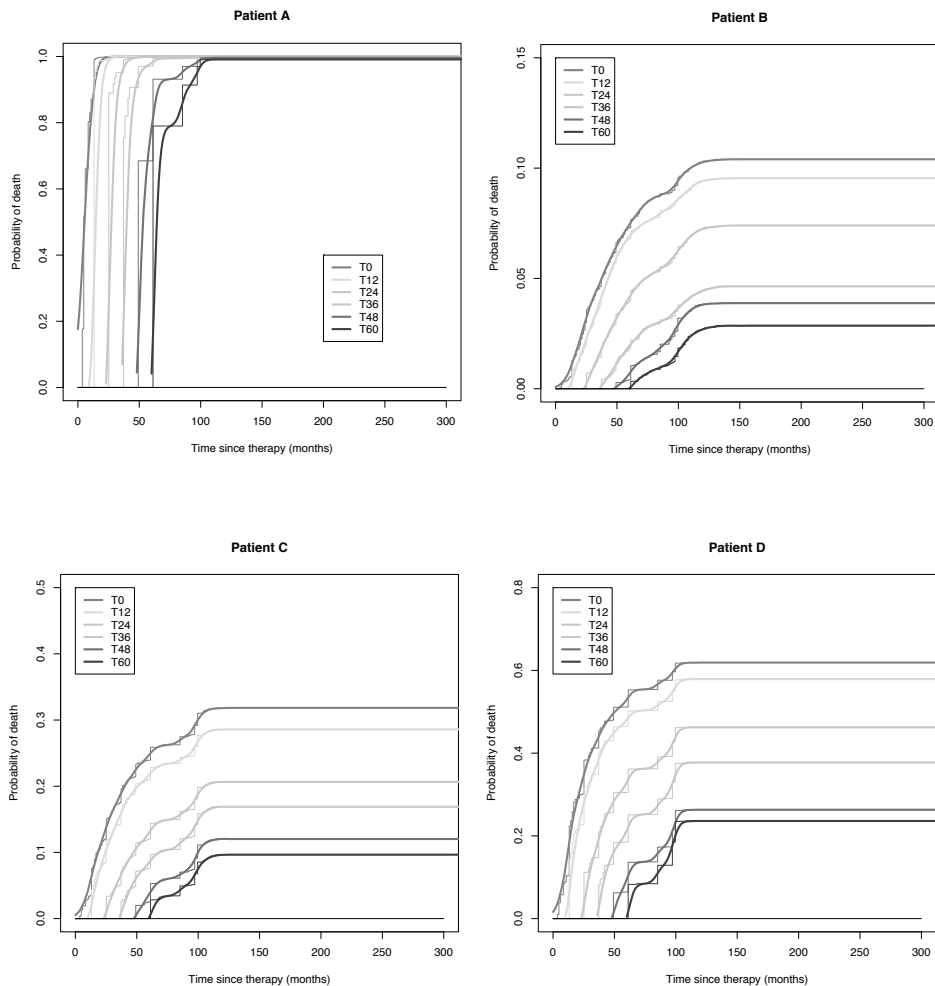 Patient A
Probability of death
0.0 0.2 0.4 0.6 0.8 1.0
T0
T12
T24
T36
T48
T60
0 50 100 150 200 250 300
Time since therapy (months)
Patient B
Probability of death
0.00 0.05 0.10 0.15
T0
T12
T24
T36
T48
T60
0 50 100 150 200 250 300
Time since therapy (months)
Patient C
Probability of death
0.0 0.1 0.2 0.3 0.4 0.5
T0
T12
T24
T36
T48
T60
0 50 100 150 200 250 300
Time since therapy (months)
Patient D
Probability of death
0.0 0.2 0.4 0.6 0.8
T0
T12
T24
T36
T48
T60
0 50 100 150 200 250 300
Time since therapy (months)